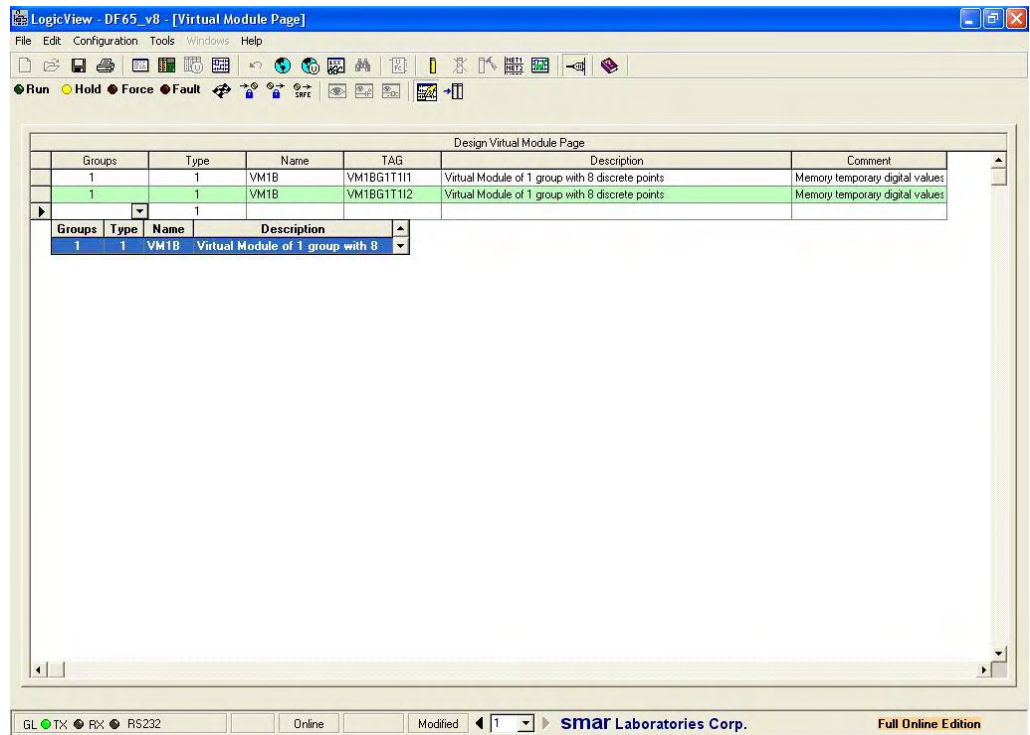 LogicView - DF65_v8 - [Virtual Module Page]
File Edit Configuration Tools Windows Help
Run Hold Force Fault
Design Virtual Module Page
Groups Type Name TAG Description Comment
1 1 VM1B VM1BG1T1I1 Virtual Module of 1 group with 8 discrete points Memory temporary digital values
1 1 VM1B VM1BG1T1I2 Virtual Module of 1 group with 8 discrete points Memory temporary digital values
1
Groups Type Name Description
1 1 VM1B Virtual Module of 1 group with 8
GL TX RX RS232 Online Modified 1 smar Laboratories Corp. Full Online Edition